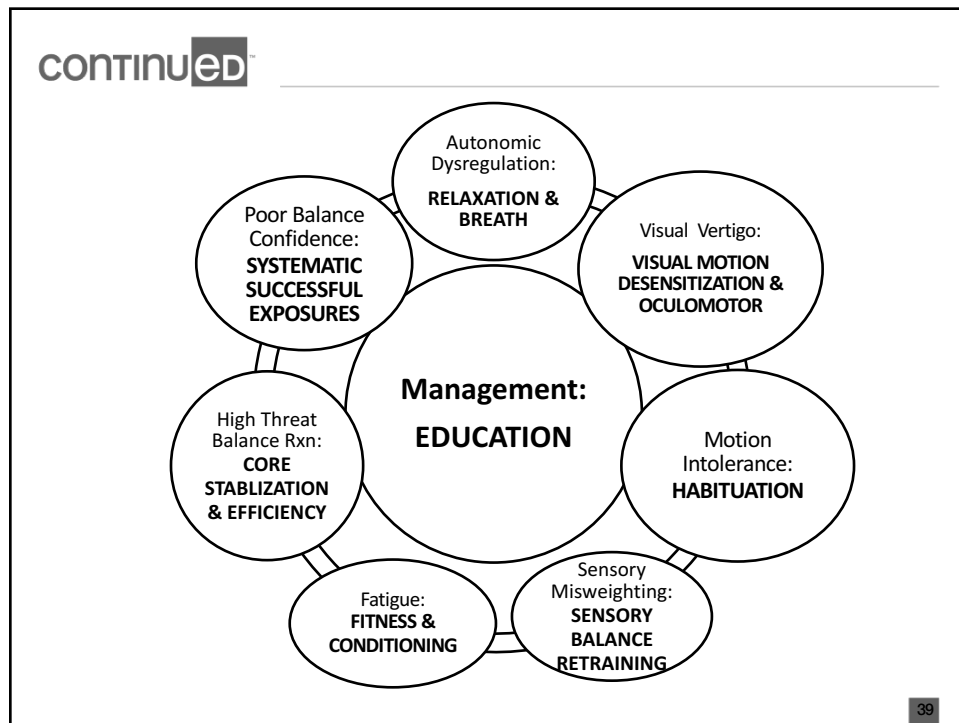 continued™
Autonomic
Dysregulation:
RELAXATION &
BREATH
Visual Vertigo:
VISUAL MOTION
DESENSITIZATION &
OCULOMOTOR
Motion
Intolerance:
HABITUATION
Sensory
Misweighting:
SENSORY
BALANCE
RETRAINING
Fatigue:
FITNESS &
CONDITIONING
High Threat
Balance Rxn:
CORE
STABLIZATION
& EFFICIENCY
Poor Balance
Confidence:
SYSTEMATIC
SUCCESSFUL
EXPOSURES
Management:
EDUCATION
39